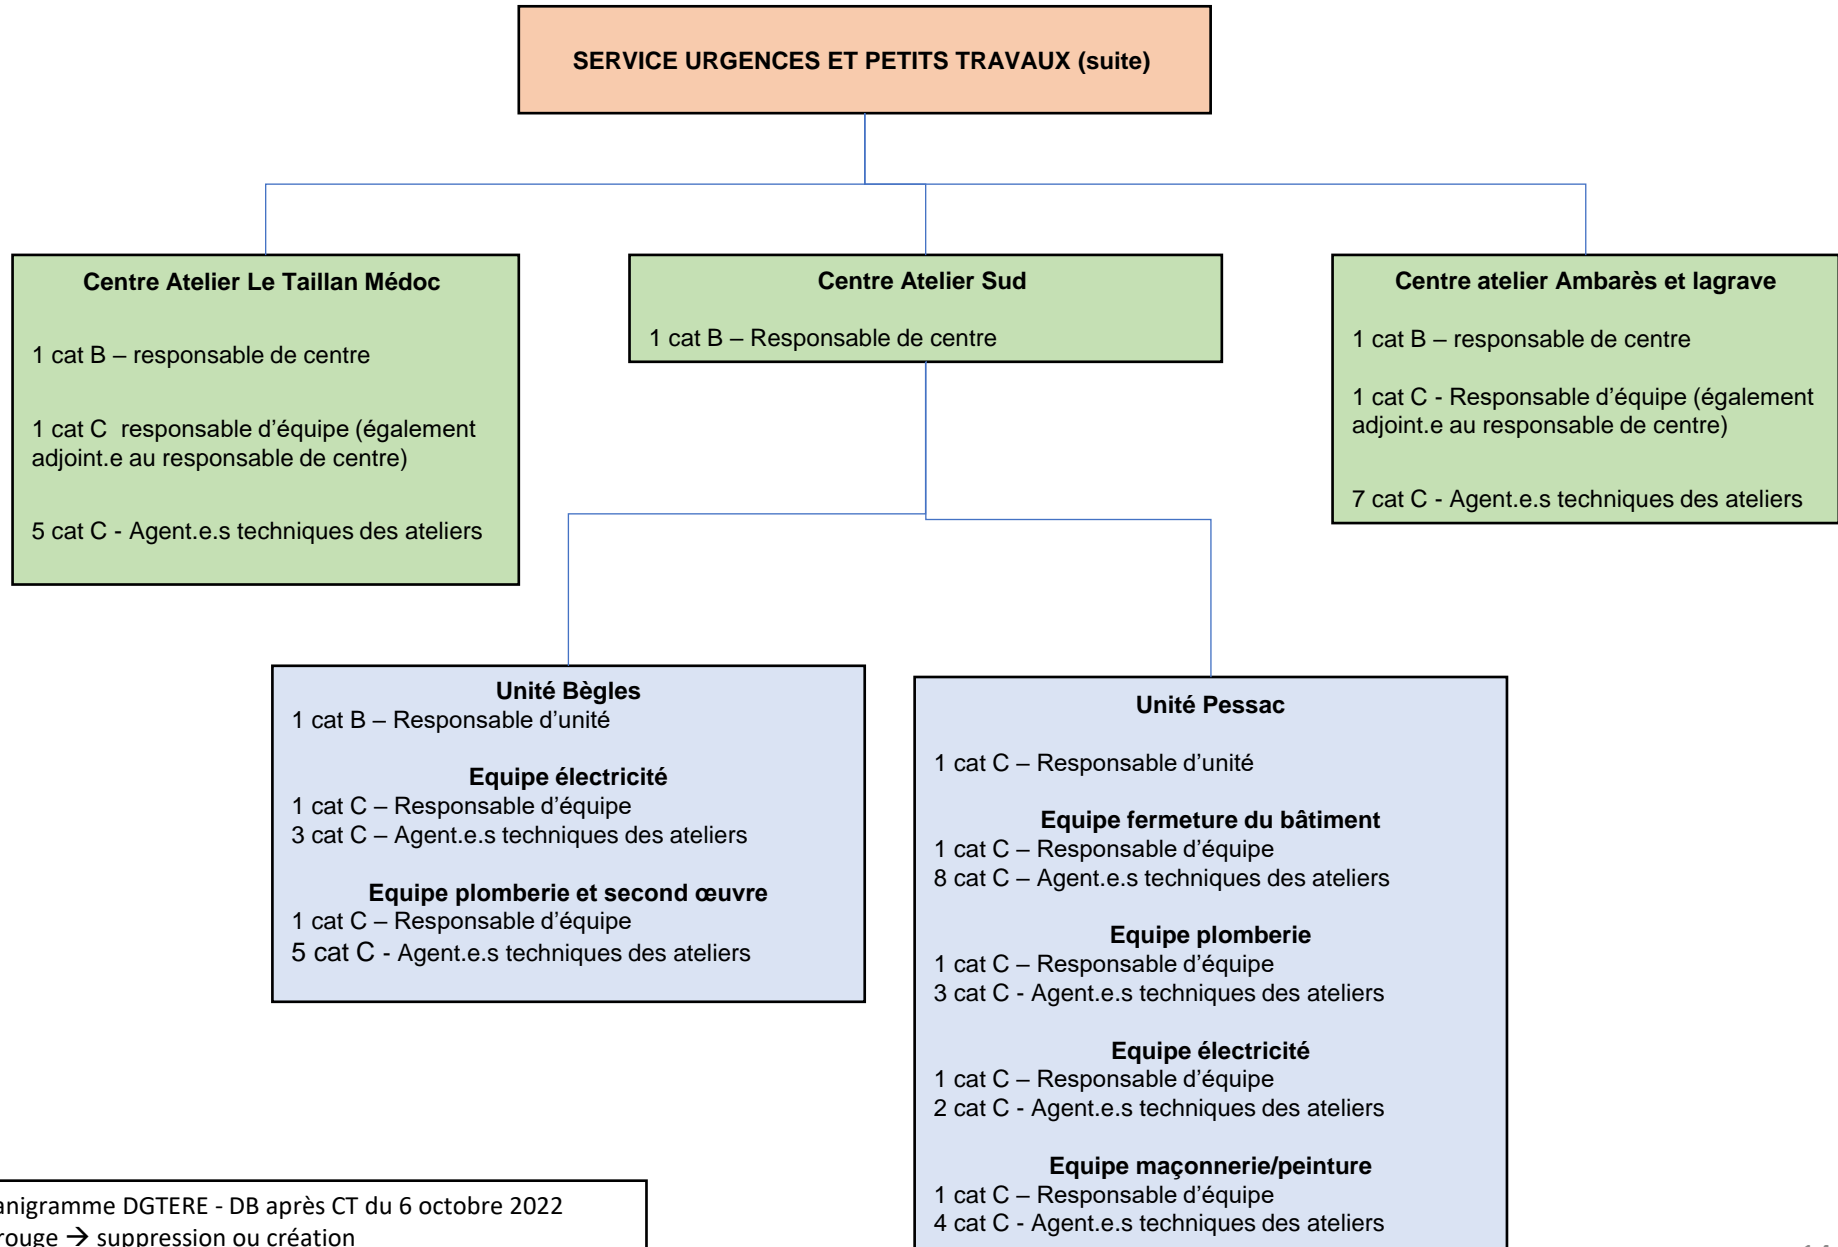 SERVICE URGENCES ET PETITS TRAVAUX (suite)
Centre Atelier Le Taillan Médoc
1 cat B – responsable de centre
1 cat C  responsable d’équipe (également
adjoint.e au responsable de centre)
5 cat C - Agent.e.s techniques des ateliers
Centre Atelier Sud
1 cat B – Responsable de centre
Centre atelier Ambarès et lagrave
1 cat B – responsable de centre
1 cat C - Responsable d’équipe (également
adjoint.e au responsable de centre)
7 cat C - Agent.e.s techniques des ateliers
Unité Bègles
1 cat B – Responsable d’unité
Equipe électricité
1 cat C – Responsable d’équipe
3 cat C – Agent.e.s techniques des ateliers
Equipe plomberie et second œuvre
1 cat C – Responsable d’équipe
5 cat C - Agent.e.s techniques des ateliers
Unité Pessac
1 cat C – Responsable d’unité
Equipe fermeture du bâtiment
1 cat C – Responsable d’équipe
8 cat C – Agent.e.s techniques des ateliers
Equipe plomberie
1 cat C – Responsable d’équipe
3 cat C - Agent.e.s techniques des ateliers
Equipe électricité
1 cat C – Responsable d’équipe
2 cat C - Agent.e.s techniques des ateliers
Equipe maçonnerie/peinture
1 cat C – Responsable d’équipe
4 cat C - Agent.e.s techniques des ateliers
anigramme DGTERE - DB après CT du 6 octobre 2022
rouge → suppression ou création